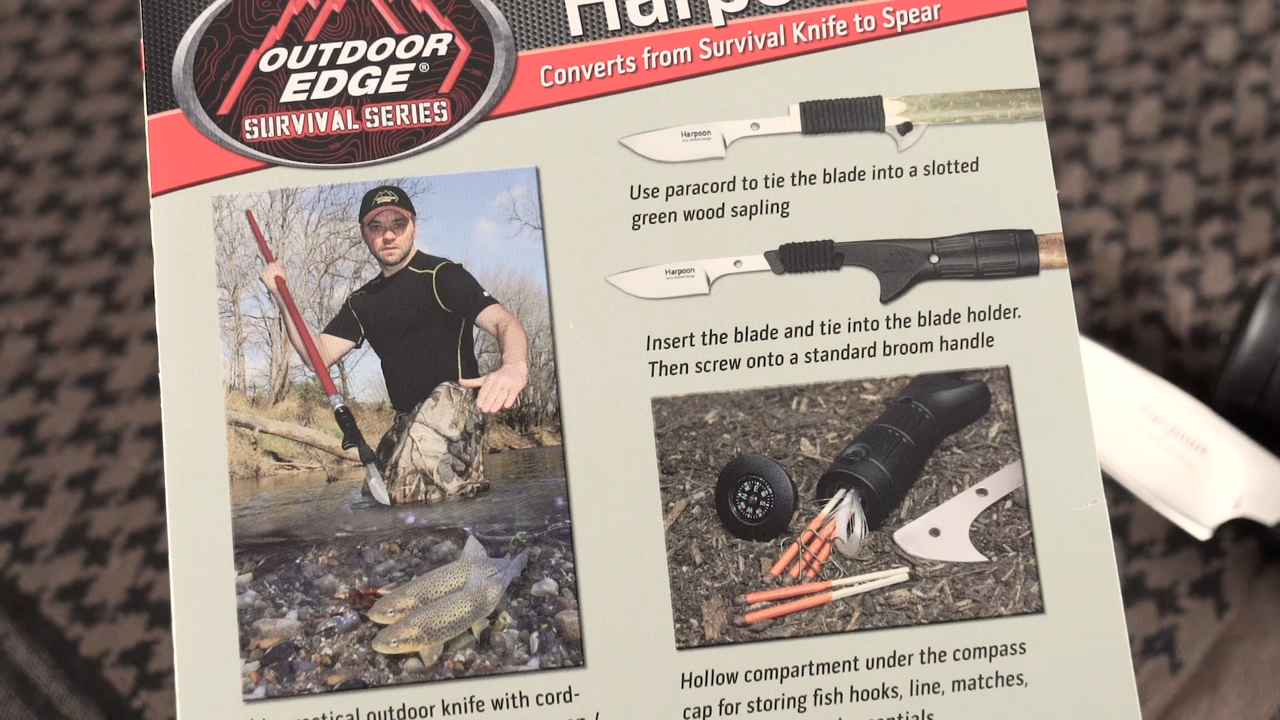 Harpo
Converts from Survival Knife to Spear
OUTDOOR
EDGE®
SURVIVAL SERIES
Harpoon
Use paracord to tie the blade into a slotted
green wood sapling
Harpoon
Insert the blade and tie into the blade holder.
Then screw onto a standard broom handle
outdoor knife with cord-
Hollow compartment under the compass
cap for storing fish hooks, line, matches,